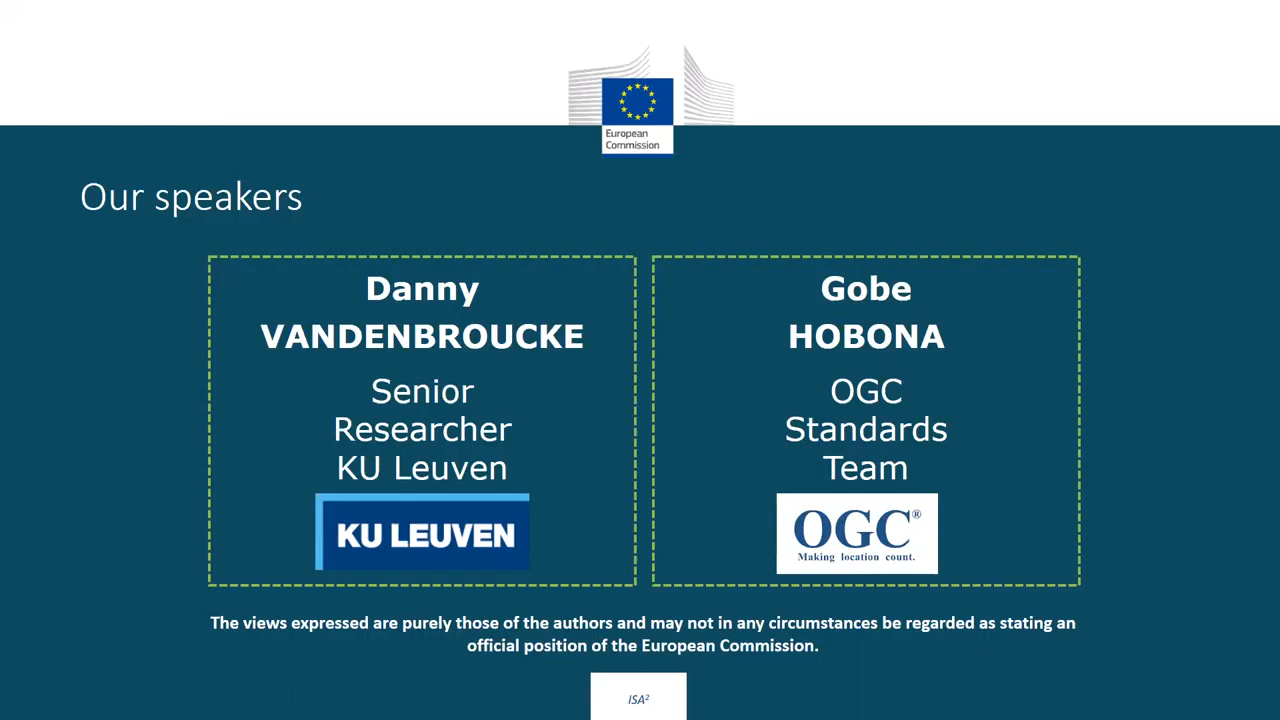 European
Commission
Our speakers
Danny
VANDENBROUCKE
Senior
Researcher
KU Leuven
KU LEUVEN
Gobe
HOBONA
OGC
Standards
Team
OGC®
Making location count.
The views expressed are purely those of the authors and may not in any circumstances be regarded as stating an
official position of the European Commission.
ISA²